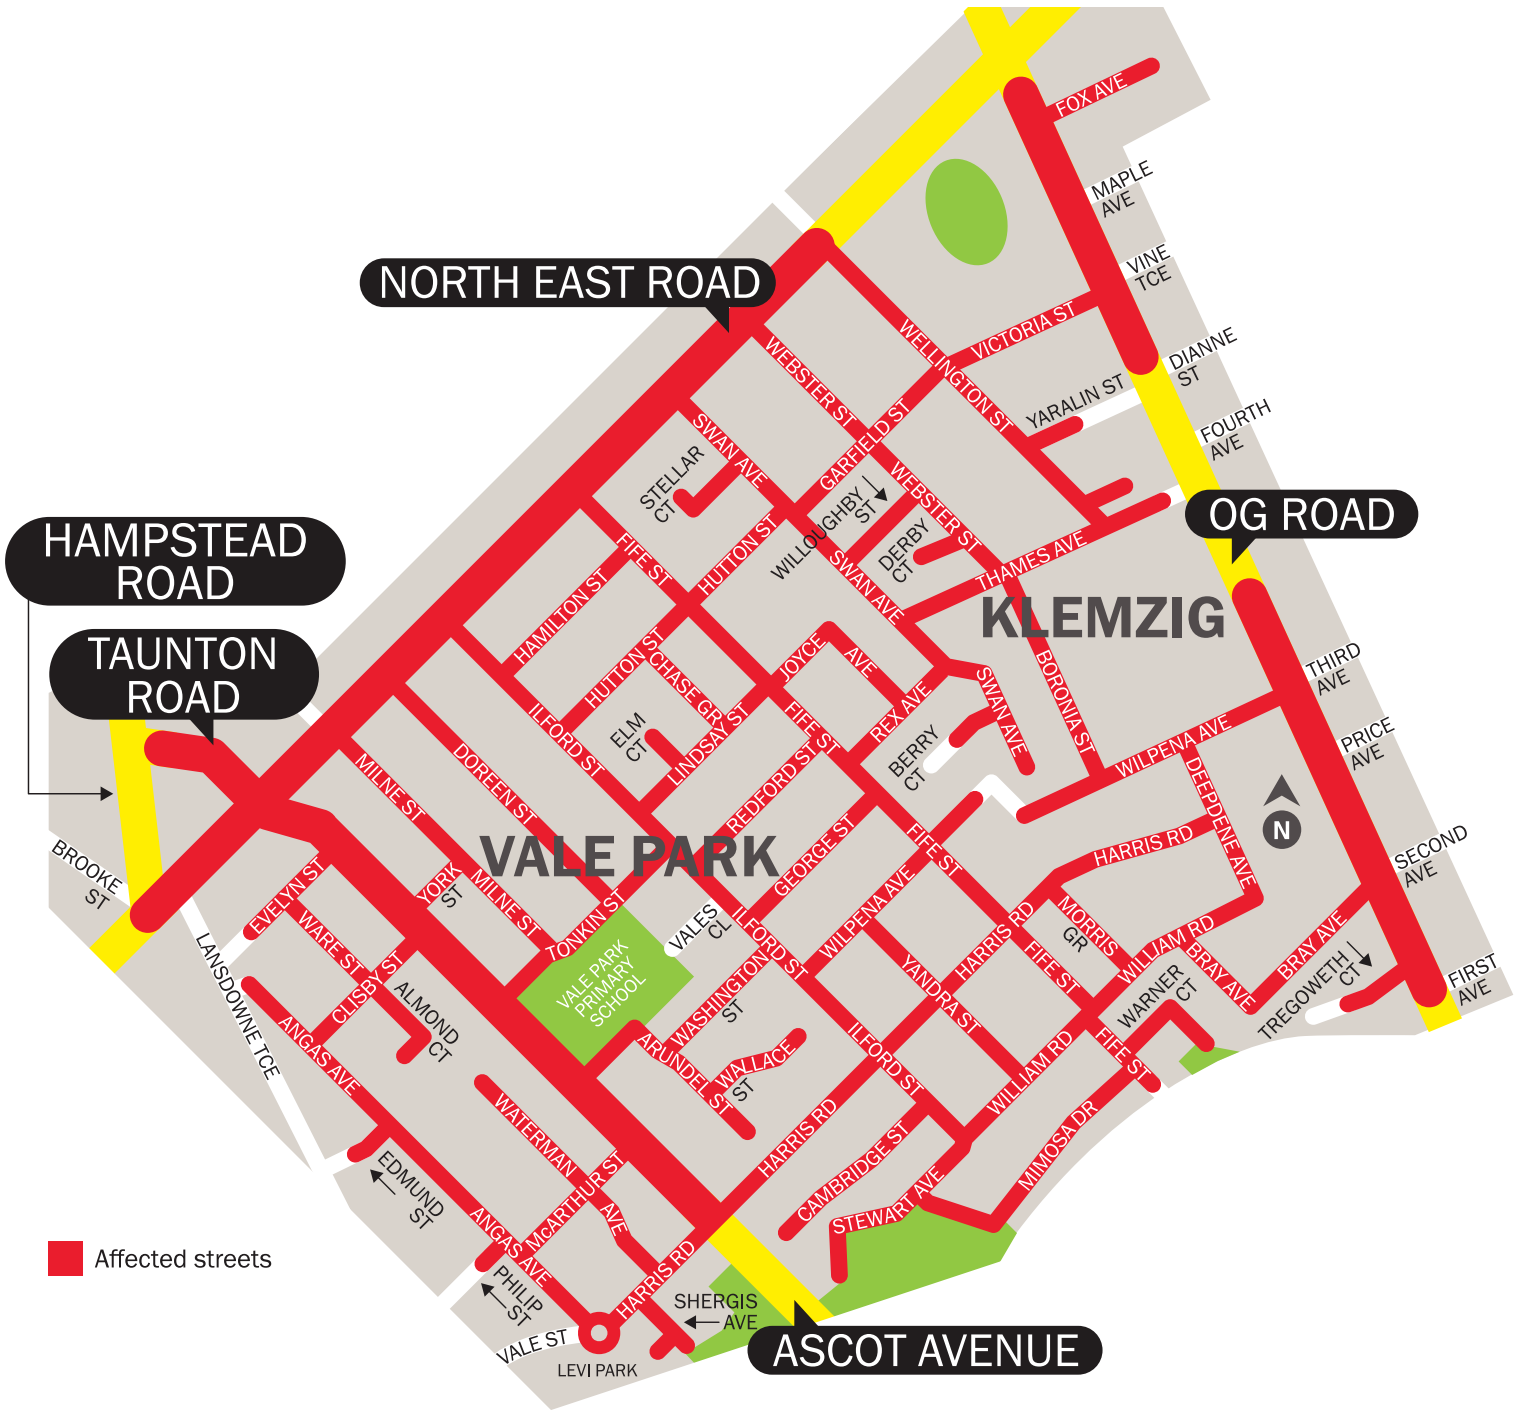 FOX AVE
MAPLE
AVE
NORTH EAST ROAD
VINE
TCE
WELLINGTON ST
VICTORIA ST
WEBSTER ST
DIANNE
ST
YARALIN ST
GARFIELD ST
FOURTH
AVE
SWAN AVE
STELLAR
CT
WEBSTER ST
WILLOUGHBY
ST
OG ROAD
HAMPSTEAD
ROAD
FIFE ST
HUTTON ST
DERBY
CT
THAMES AVE
SWAN AVE
HAMILTON ST
KLEMZIG
TAUNTON
ROAD
HUTTON ST
CHASE GR
JOYCE
AVE
BORONIA ST
THIRD
AVE
SWAN AVE
REX AVE
ILFORD ST
ELM
CT
LINDSAY ST
FIFE ST
BERRY
CT
WILPENA AVE
PRICE
AVE
DOREEN ST
MILNE ST
REDFORD ST
DEEPDENE AVE
N
VALE PARK
GEORGE ST
FIFE ST
HARRIS RD
BROOKE
ST
EVELYN ST
YORK
ST
MILNE ST
SECOND
AVE
WILPENA AVE
TONKIN ST
VALES
CL
ILFORD ST
WARE ST
HARRIS RD
MORRIS
GR
WILLIAM RD
BRAY AVE
BRAY AVE
LANSDOWNE TCE
CLISBY ST
VALE PARK
PRIMARY
SCHOOL
FIFE ST
YANDRA ST
WARNER
CT
TREGOWETH
CT
FIRST
AVE
ALMOND
CT
WASHINGTON
ST
ANGAS AVE
ARUNDEL ST
WALLACE
ST
ILFORD ST
WILLIAM RD
FIFE ST
WATERMAN
AVE
HARRIS RD
CAMBRIDGE ST
MIMOSA DR
EDMUND
ST
McARTHUR ST
STEWART AVE
ANGAS AVE
HARRIS RD
Affected streets
PHILIP
ST
SHERGIS
AVE
VALE ST
LEVI PARK
ASCOT AVENUE